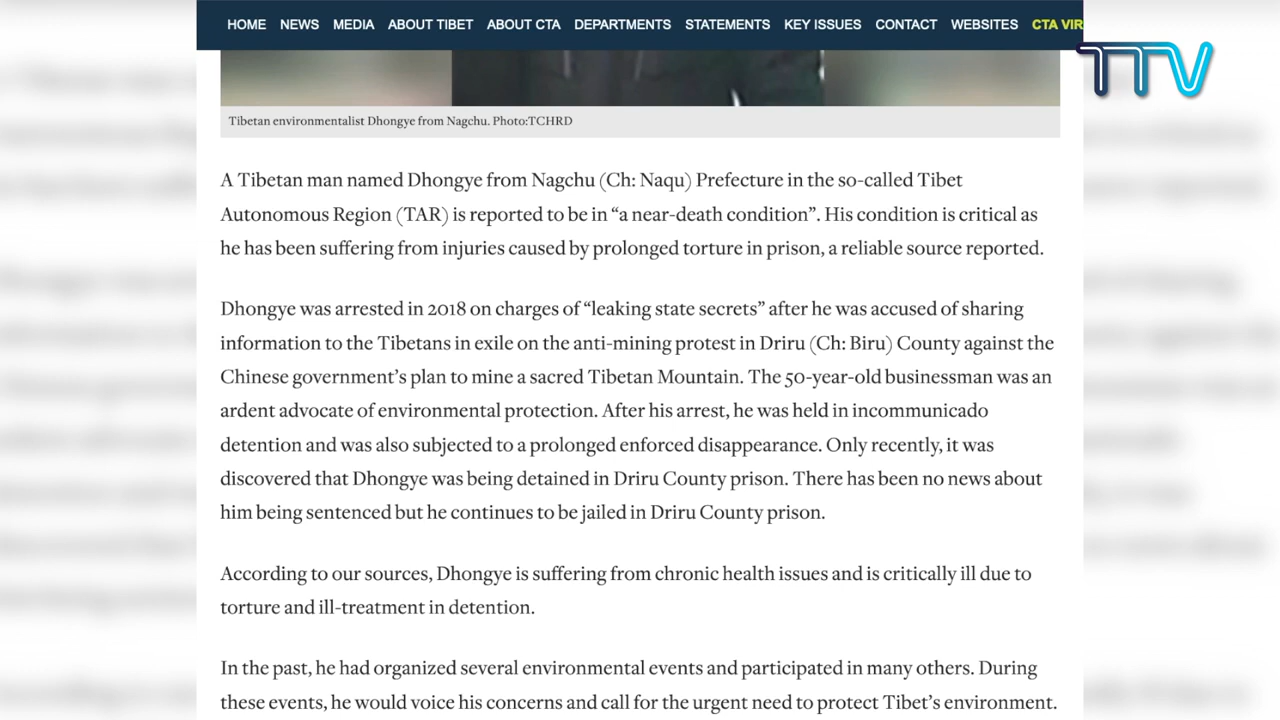 HOME NEWS MEDIA ABOUT TIBET ABOUT CTA DEPARTMENTS STATEMENTS KEY ISSUES CONTACT WEBSITES CTA VIR
TTV
Tibetan environmentalist Dhongye from Nagchu. Photo:TCHRD
A Tibetan man named Dhongye from Nagchu (Ch: Naqu) Prefecture in the so-called Tibet
Autonomous Region (TAR) is reported to be in “a near-death condition”. His condition is critical as
he has been suffering from injuries caused by prolonged torture in prison, a reliable source reported.
Dhongye was arrested in 2018 on charges of “leaking state secrets” after he was accused of sharing
information to the Tibetans in exile on the anti-mining protest in Driru (Ch: Biru) County against the
Chinese government’s plan to mine a sacred Tibetan Mountain. The 50-year-old businessman was an
ardent advocate of environmental protection. After his arrest, he was held in incommunicado
detention and was also subjected to a prolonged enforced disappearance. Only recently, it was
discovered that Dhongye was being detained in Driru County prison. There has been no news about
him being sentenced but he continues to be jailed in Driru County prison.
According to our sources, Dhongye is suffering from chronic health issues and is critically ill due to
torture and ill-treatment in detention.
In the past, he had organized several environmental events and participated in many others. During
these events, he would voice his concerns and call for the urgent need to protect Tibet’s environment.